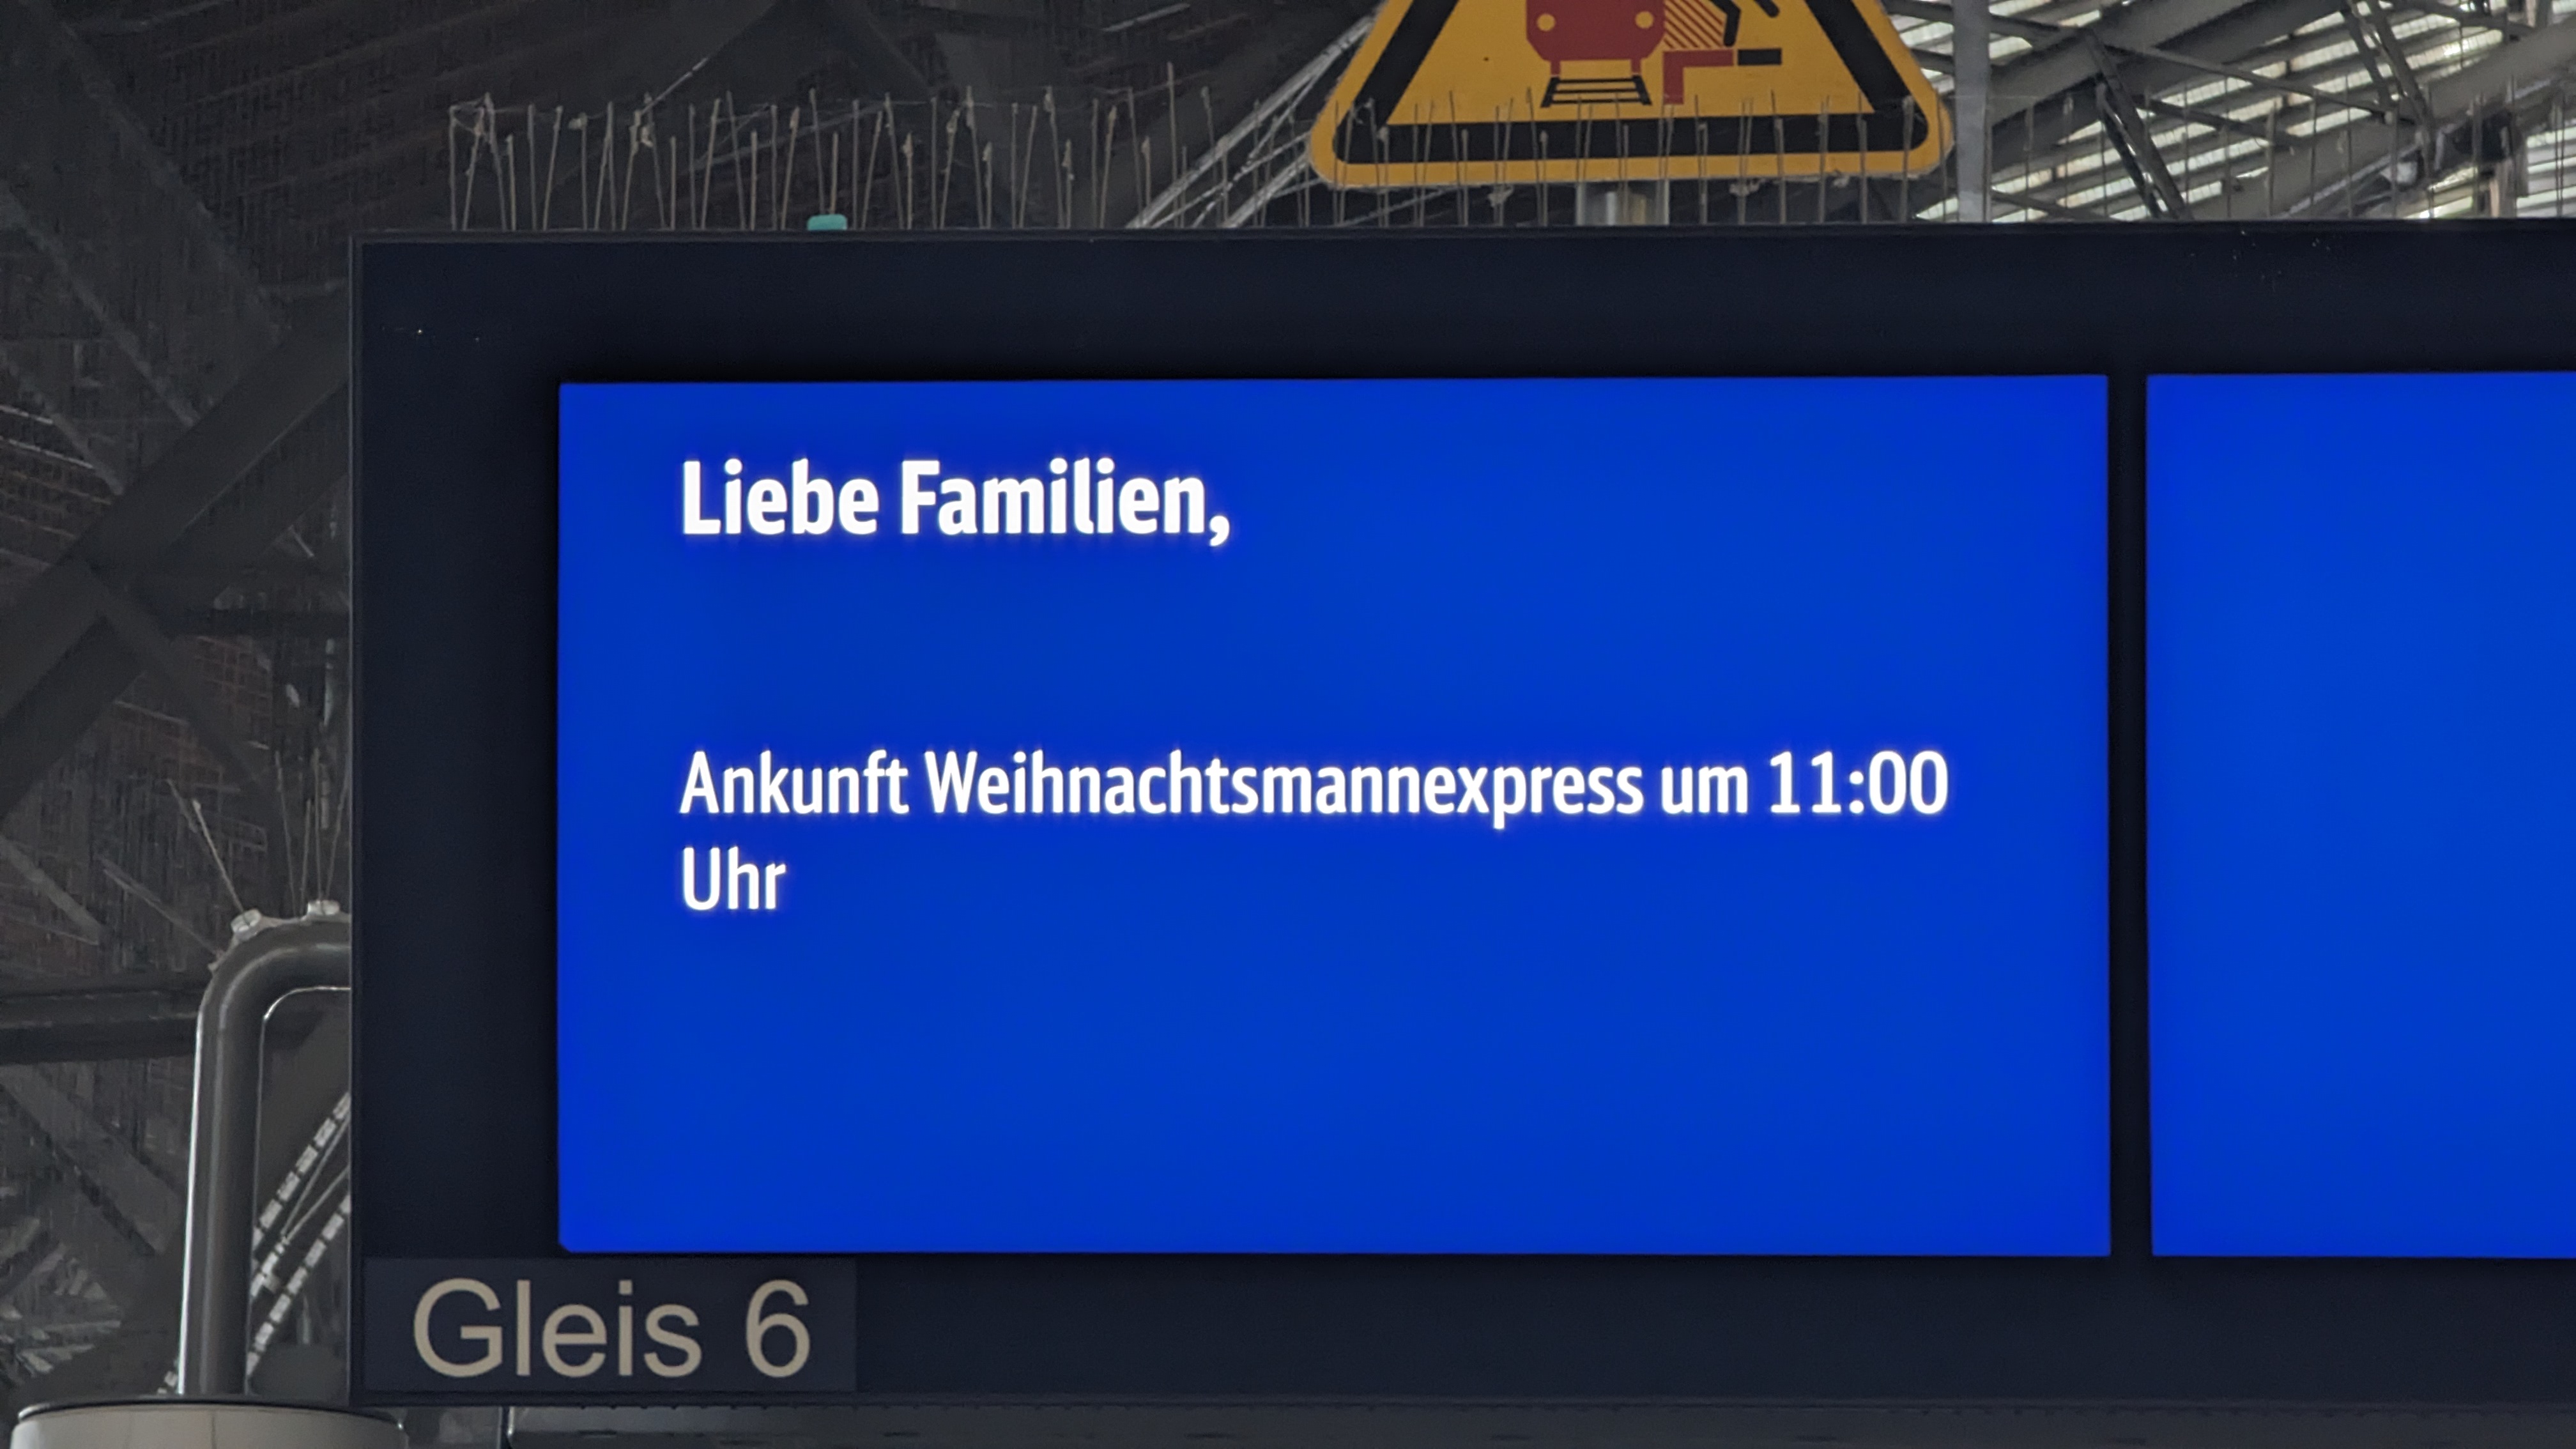 Liebe Familien,
Ankunft Weihnachtsmannexpress um 11:00
Uhr
Gleis 6